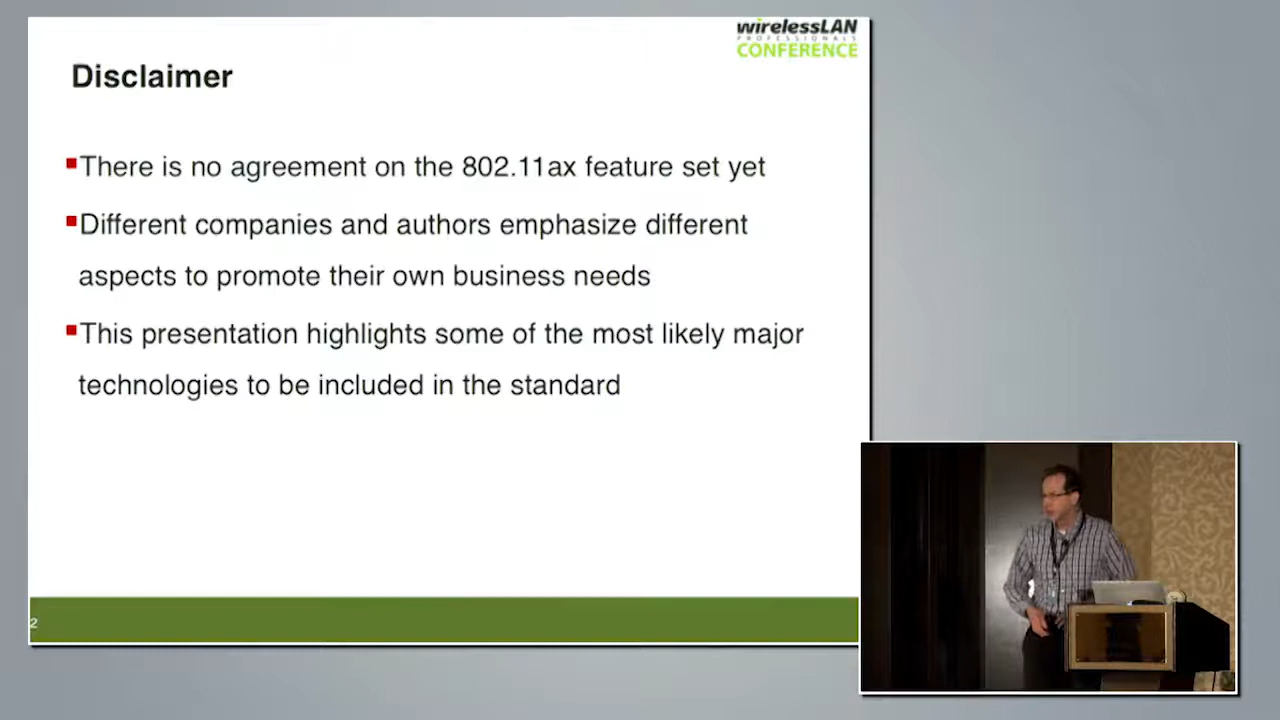 wirelessLAN
PROFESSIONALS
CONFERENCE
Disclaimer
There is no agreement on the 802.11ax feature set yet
Different companies and authors emphasize different
aspects to promote their own business needs
This presentation highlights some of the most likely major
technologies to be included in the standard
2